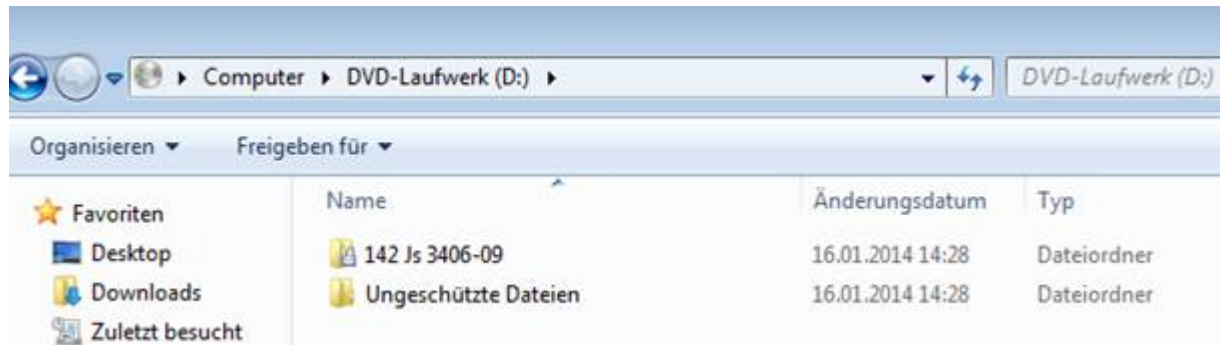 Computer ▸ DVD-Laufwerk (D:) ▸ DVD-Laufwerk (D:)
Organisieren Freigeben für
Favoriten
Desktop
Downloads
Zuletzt besucht
Name Änderungsdatum Typ
142 Js 3406-09 16.01.2014 14:28 Dateiordner
Ungeschützte Dateien 16.01.2014 14:28 Dateiordner